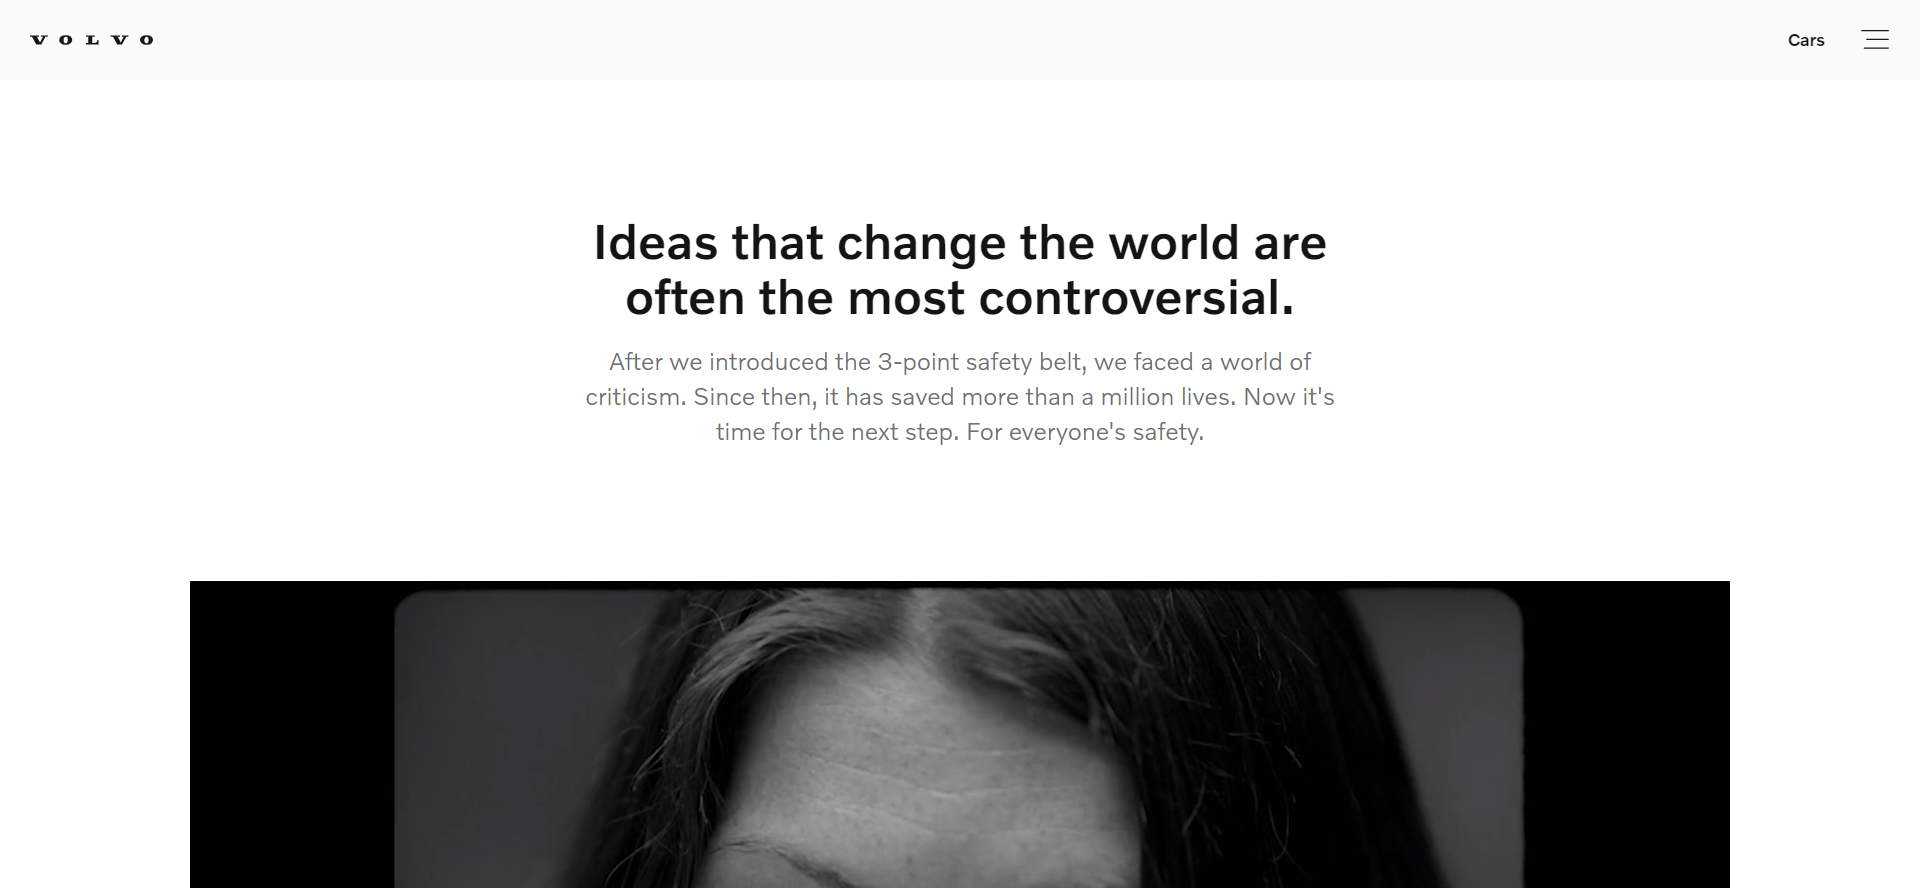 VOLVO
Cars
Ideas that change the world are
often the most controversial.
After we introduced the 3-point safety belt, we faced a world of
criticism. Since then, it has saved more than a million lives. Now it's
time for the next step. For everyone's safety.